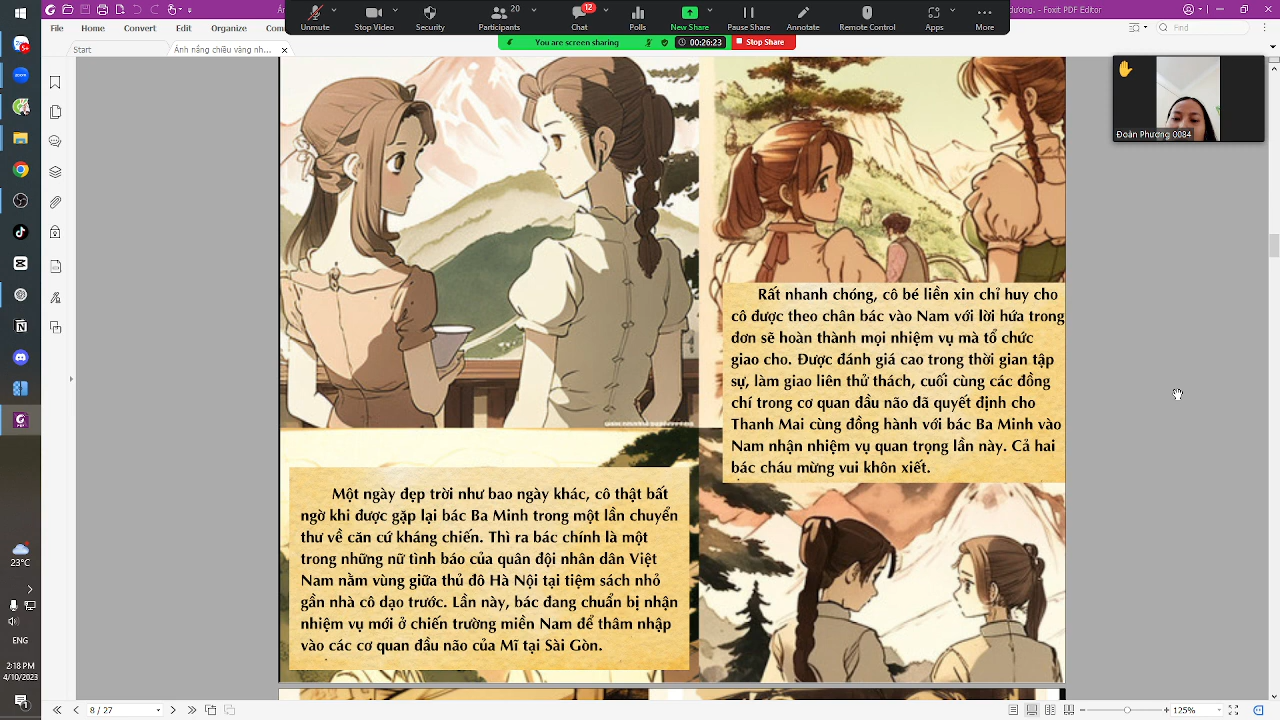 Unmute
Stop Video
Security
Participants
20
Chat
12
Polls
New Share
Pause Share
Annotate
Remote Control
Apps
More
You are screen sharing
00:26:23
Stop Share
File
Home
Convert
Edit
Organize
Com
Find
Start
Ánh nắng chiều vàng nh...
Đoàn Phượng 0084
Rất nhanh chóng, cô bé liền xin chỉ huy cho
cô được theo chân bác vào Nam với lời hứa trong
đơn sẽ hoàn thành mọi nhiệm vụ mà tổ chức
giao cho. Được đánh giá cao trong thời gian tập
sự, làm giao liên thử thách, cuối cùng các đồng
chí trong cơ quan đầu não đã quyết định cho
Thanh Mai cùng đồng hành với bác Ba Minh vào
Nam nhận nhiệm vụ quan trọng lần này. Cả hai
bác cháu mừng vui khôn xiết.
Một ngày đẹp trời như bao ngày khác, cô thật bất
ngờ khi được gặp lại bác Ba Minh trong một lần chuyển
thư về căn cứ kháng chiến. Thì ra bác chính là một
trong những nữ tình báo của quân đội nhân dân Việt
Nam nằm vùng giữa thủ đô Hà Nội tại tiệm sách nhỏ
gần nhà cô dạo trước. Lần này, bác đang chuẩn bị nhận
nhiệm vụ mới ở chiến trường miền Nam để thâm nhập
vào các cơ quan đầu não của Mĩ tại Sài Gòn.
ENG
8 / 27
125%